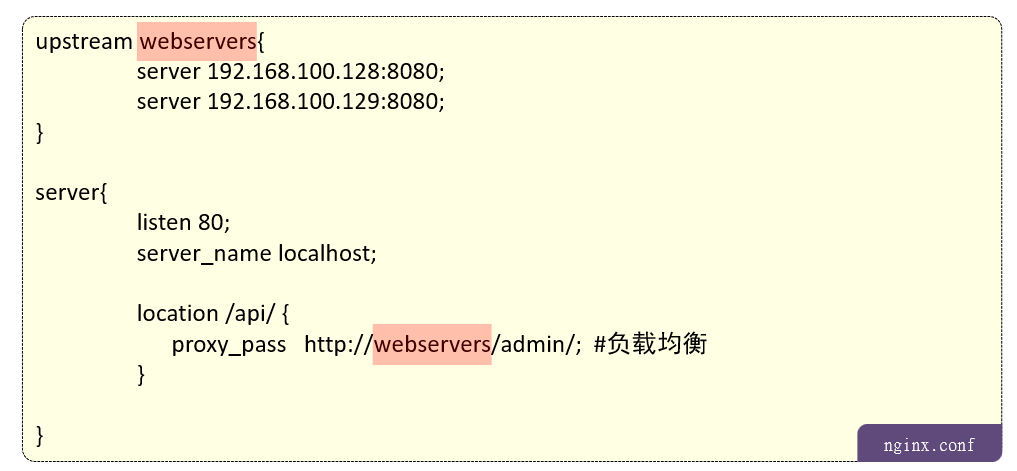 upstream webservers{
server 192.168.100.128:8080;
server 192.168.100.129:8080;
}
server{
listen 80;
server_name localhost;
location /api/ {
proxy_pass http://webservers/admin/; #负载均衡
}
}
nginx.conf